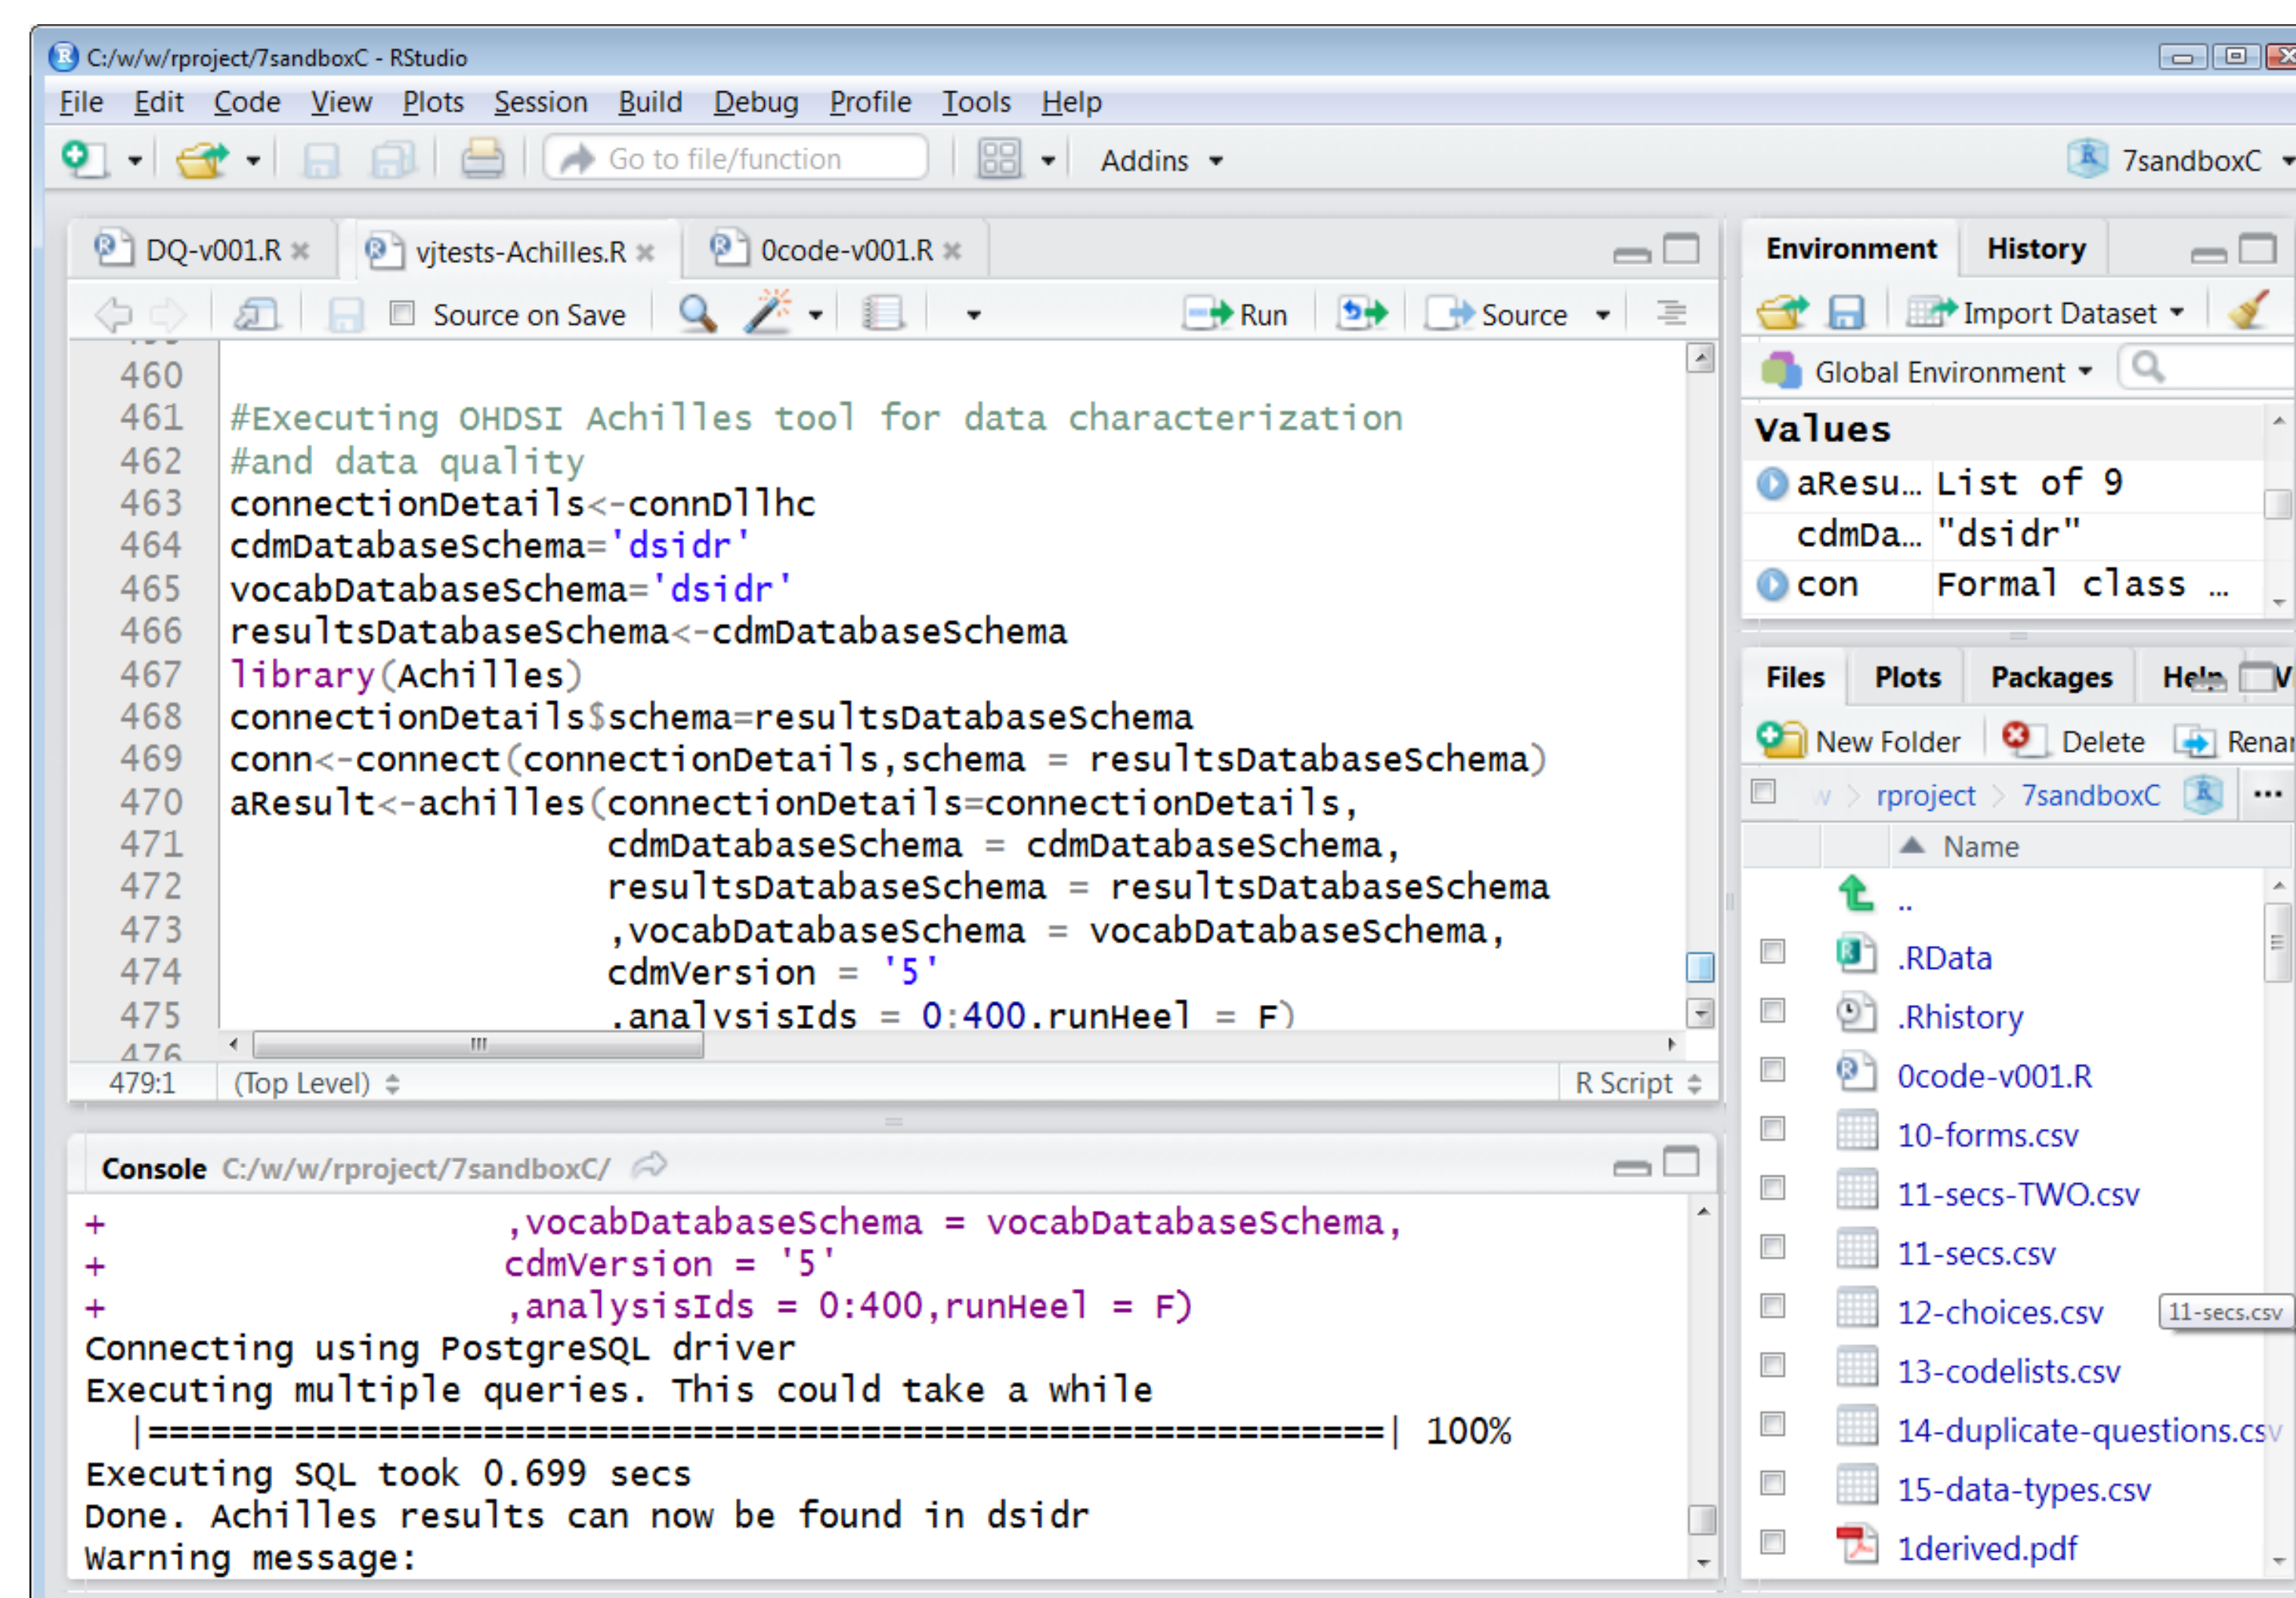 C:/w/w/rproject/7sandboxC - RStudio
File Edit Code View Plots Session Build Debug Profile Tools Help
Go to file/function Addins 7sandboxC
DQ-v001.R vjtests-Achilles.R 0code-v001.R
Source on Save Run Source
460
461 #Executing OHDSI Achilles tool for data characterization
462 #and data quality
463 connectionDetails<-connDllhc
464 cdmDatabaseSchema='dsidr'
465 vocabDatabaseSchema='dsidr'
466 resultsDatabaseSchema<-cdmDatabaseSchema
467 library(Achilles)
468 connectionDetails$schema=resultsDatabaseSchema
469 conn<-connect(connectionDetails,schema = resultsDatabaseSchema)
470 aResult<-achilles(connectionDetails=connectionDetails,
471 cdmDatabaseSchema = cdmDatabaseSchema,
472 resultsDatabaseSchema = resultsDatabaseSchema
473 ,vocabDatabaseSchema = vocabDatabaseSchema,
474 cdmVersion = '5'
475 ,analysisIds = 0:400,runHeel = F)
476
479:1 (Top Level) R Script
Console C:/w/w/rproject/7sandboxC/
+ ,vocabDatabaseSchema = vocabDatabaseSchema,
+ cdmVersion = '5'
+ ,analysisIds = 0:400,runHeel = F)
Connecting using PostgreSQL driver
Executing multiple queries. This could take a while
|===========================================================| 100%
Executing SQL took 0.699 secs
Done. Achilles results can now be found in dsidr
Warning message:
Environment History
Import Dataset
Global Environment
Values
aResu... List of 9
cdmDa... "dsidr"
con Formal class ...
Files Plots Packages Help V
New Folder Delete Renar
w > rproject > 7sandboxC ...
Name
..
.RData
.Rhistory
0code-v001.R
10-forms.csv
11-secs-TWO.csv
11-secs.csv
12-choices.csv 11-secs.csv
13-codelists.csv
14-duplicate-questions.csv
15-data-types.csv
1derived.pdf